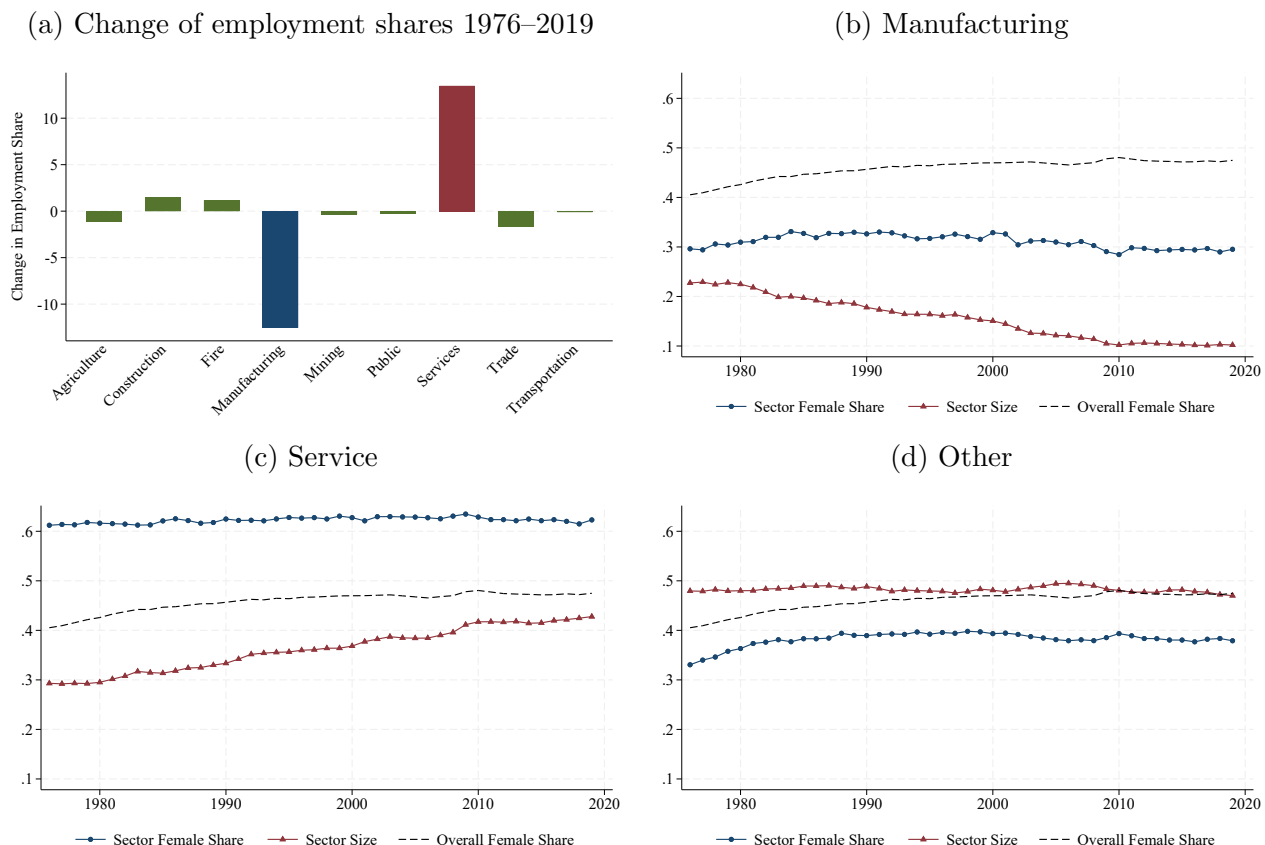 (a) Change of employment shares 1976–2019
Change in Employment Share
10
5
0
-5
-10
Agriculture
Construction
Fire
Manufacturing
Mining
Public
Services
Trade
Transportation
(b) Manufacturing
.6
.5
.4
.3
.2
.1
1980
1990
2000
2010
2020
Sector Female Share
Sector Size
Overall Female Share
(c) Service
.6
.5
.4
.3
.2
.1
1980
1990
2000
2010
2020
Sector Female Share
Sector Size
Overall Female Share
(d) Other
.6
.5
.4
.3
.2
.1
1980
1990
2000
2010
2020
Sector Female Share
Sector Size
Overall Female Share